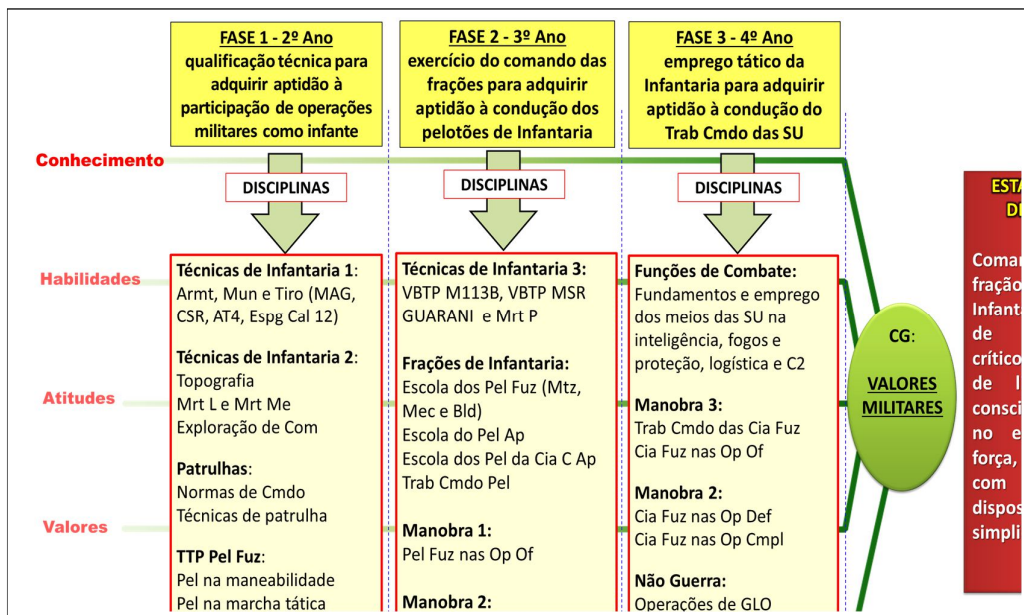 FASE 1 - 2º Ano
qualificação técnica para
adquirir aptidão à
participação de operações
militares como infante
FASE 2 - 3º Ano
exercício do comando das
frações para adquirir
aptidão à condução dos
pelotões de Infantaria
FASE 3 - 4º Ano
emprego tático da
Infantaria para adquirir
aptidão à condução do
Trab Cmdo das SU
Conhecimento
Habilidades
Atitudes
Valores
DISCIPLINAS
DISCIPLINAS
DISCIPLINAS
Técnicas de Infantaria 1:
Armt, Mun e Tiro (MAG,
CSR, AT4, Espg Cal 12)
Técnicas de Infantaria 2:
Topografia
Mrt L e Mrt Me
Exploração de Com
Patrulhas:
Normas de Cmdo
Técnicas de patrulha
TTP Pel Fuz:
Pel na maneabilidade
Pel na marcha tática
Técnicas de Infantaria 3:
VBTP M113B, VBTP MSR
GUARANI e Mrt P
Frações de Infantaria:
Escola dos Pel Fuz (Mtz,
Mec e Bld)
Escola do Pel Ap
Escola dos Pel da Cia C Ap
Trab Cmdo Pel
Manobra 1:
Pel Fuz nas Op Of
Manobra 2:
Funções de Combate:
Fundamentos e emprego
dos meios das SU na
inteligência, fogos e
proteção, logística e C2
Manobra 3:
Trab Cmdo das Cia Fuz
Cia Fuz nas Op Of
Manobra 2:
Cia Fuz nas Op Def
Cia Fuz nas Op Cmpl
Não Guerra:
Operações de GLO
CG:
VALORES
MILITARES
fração
de
de
no
força,
com